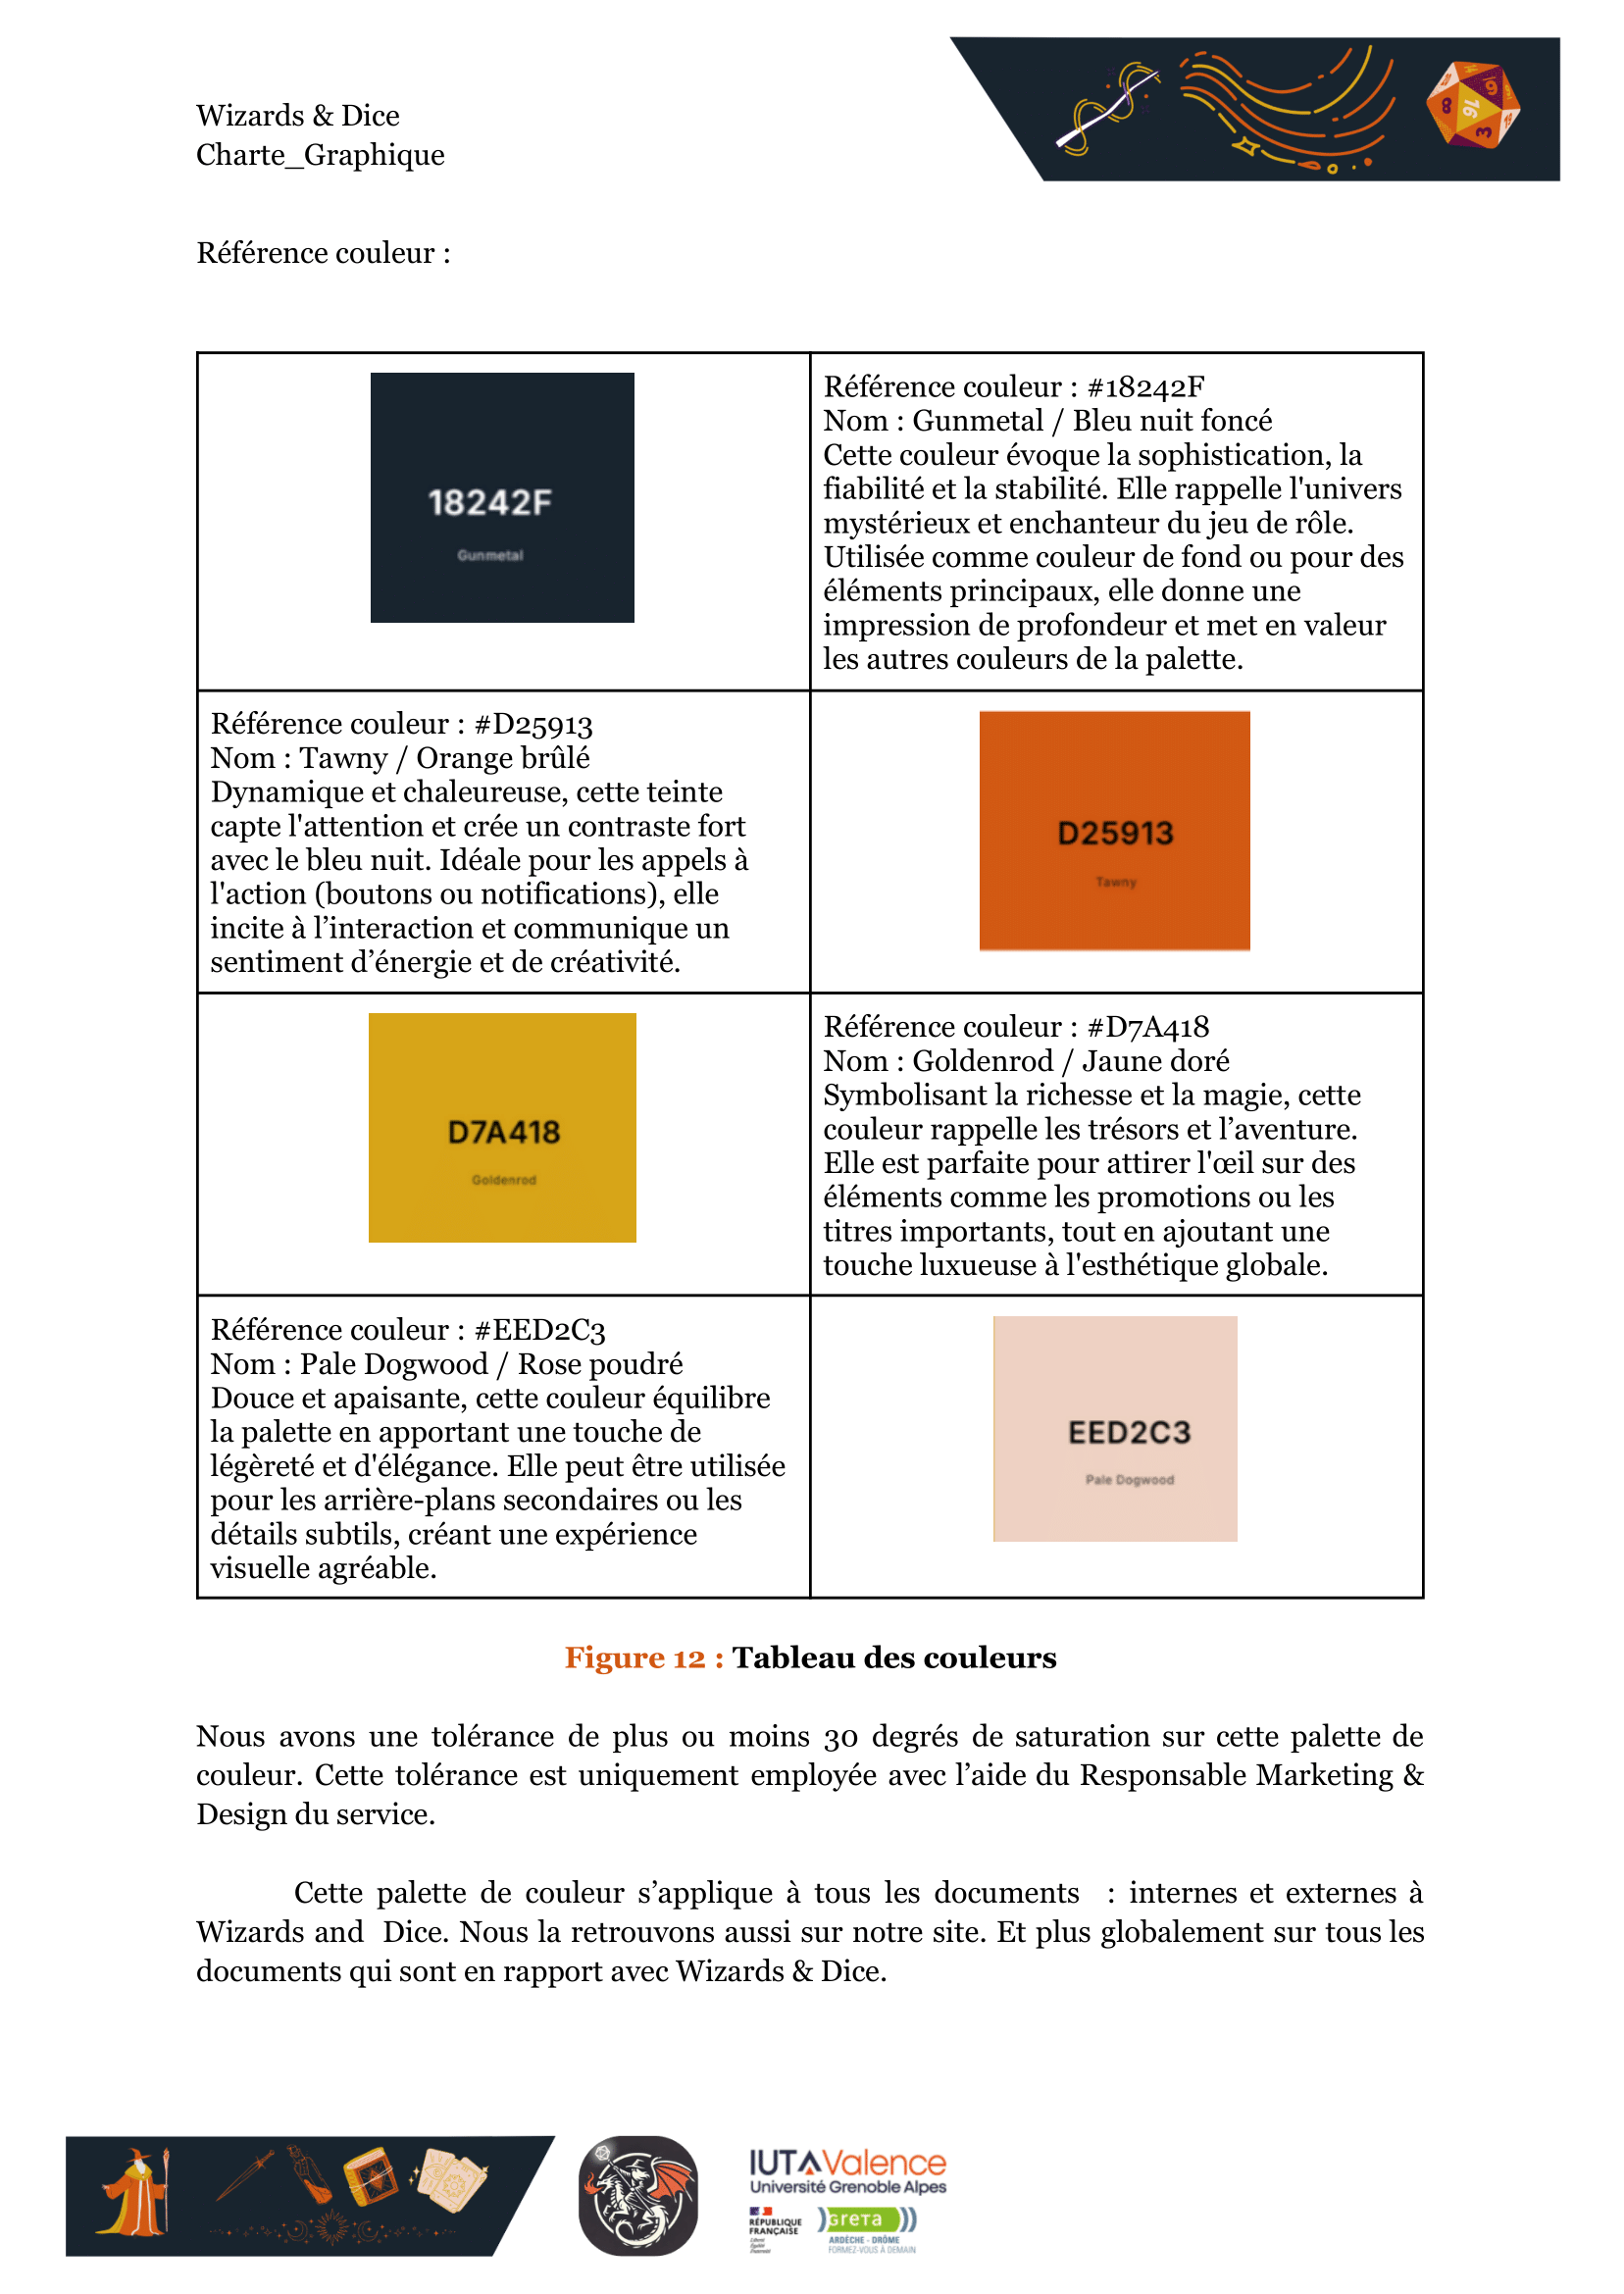 Wizards & Dice
Charte_Graphique
Référence couleur :
18242F
Gunmetal
Référence couleur : #18242F
Nom : Gunmetal / Bleu nuit foncé
Cette couleur évoque la sophistication, la
fiabilité et la stabilité. Elle rappelle l'univers
mystérieux et enchanteur du jeu de rôle.
Utilisée comme couleur de fond ou pour des
éléments principaux, elle donne une
impression de profondeur et met en valeur
les autres couleurs de la palette.
Référence couleur : #D25913
Nom : Tawny / Orange brûlé
Dynamique et chaleureuse, cette teinte
capte l'attention et crée un contraste fort
avec le bleu nuit. Idéale pour les appels à
l'action (boutons ou notifications), elle
incite à l’interaction et communique un
sentiment d’énergie et de créativité.
D25913
Tawny
D7A418
Goldenrod
Référence couleur : #D7A418
Nom : Goldenrod / Jaune doré
Symbolisant la richesse et la magie, cette
couleur rappelle les trésors et l’aventure.
Elle est parfaite pour attirer l'œil sur des
éléments comme les promotions ou les
titres importants, tout en ajoutant une
touche luxueuse à l'esthétique globale.
Référence couleur : #EED2C3
Nom : Pale Dogwood / Rose poudré
Douce et apaisante, cette couleur équilibre
la palette en apportant une touche de
légèreté et d'élégance. Elle peut être utilisée
pour les arrière-plans secondaires ou les
détails subtils, créant une expérience
visuelle agréable.
EED2C3
Pale Dogwood
Figure 12 : Tableau des couleurs
Nous avons une tolérance de plus ou moins 30 degrés de saturation sur cette palette de
couleur. Cette tolérance est uniquement employée avec l’aide du Responsable Marketing &
Design du service.
Cette palette de couleur s’applique à tous les documents : internes et externes à
Wizards and Dice. Nous la retrouvons aussi sur notre site. Et plus globalement sur tous les
documents qui sont en rapport avec Wizards & Dice.
IUT Valence
Université Grenoble Alpes
RÉPUBLIQUE
FRANÇAISE
Liberté
Égalité
Fraternité
GRETA
ARDÈCHE - DRÔME
FORMEZ-VOUS À DEMAIN